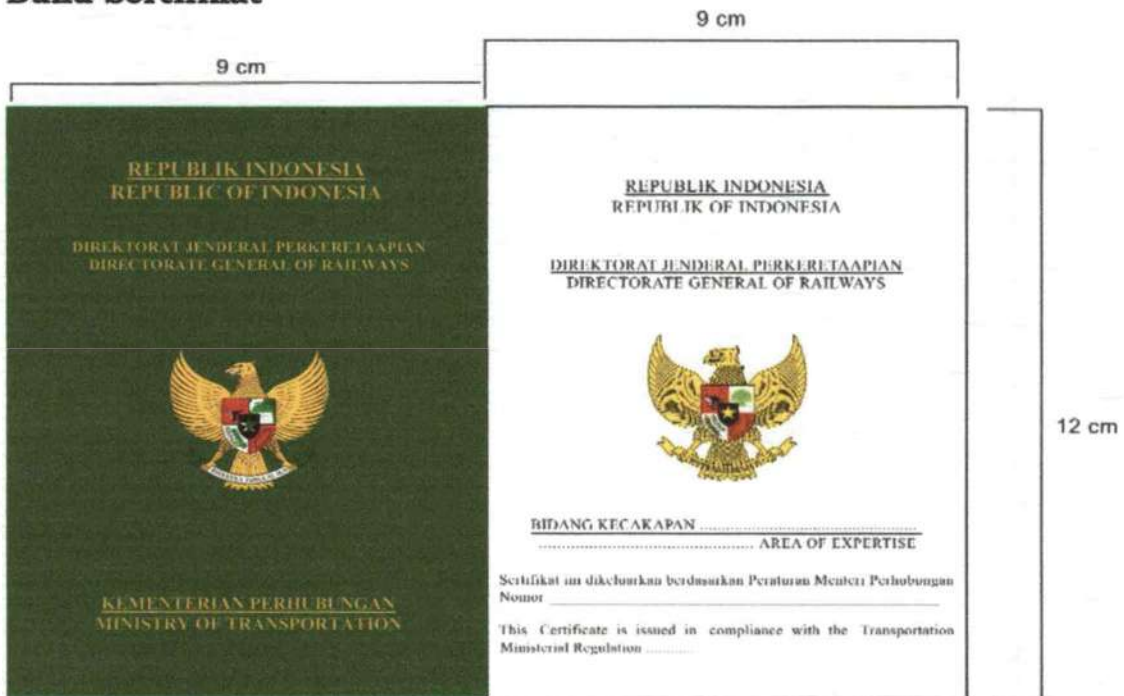 Buku Sertifikat
9 cm
9 cm
REPUBLIK INDONESIA
REPUBLIC OF INDONESIA
DIREKTORAT JENDERAL PERKERETAAPIAN
DIRECTORATE GENERAL OF RAILWAYS
KEMENTERIAN PERHUBUNGAN
MINISTRY OF TRANSPORTATION
REPUBLIK INDONESIA
REPUBLIK OF INDONESIA
DIREKTORAT JENDERAL PERKERETAAPIAN
DIRECTORATE GENERAL OF RAILWAYS
BIDANG KECAKAPAN ..........................................
.......................................... AREA OF EXPERTISE
Sertifikat ini dikeluarkan berdasarkan Peraturan Menteri Perhubungan
Nomor ____________________
This Certificate is issued in compliance with the Transportation
Ministerial Regulation ..........
12 cm